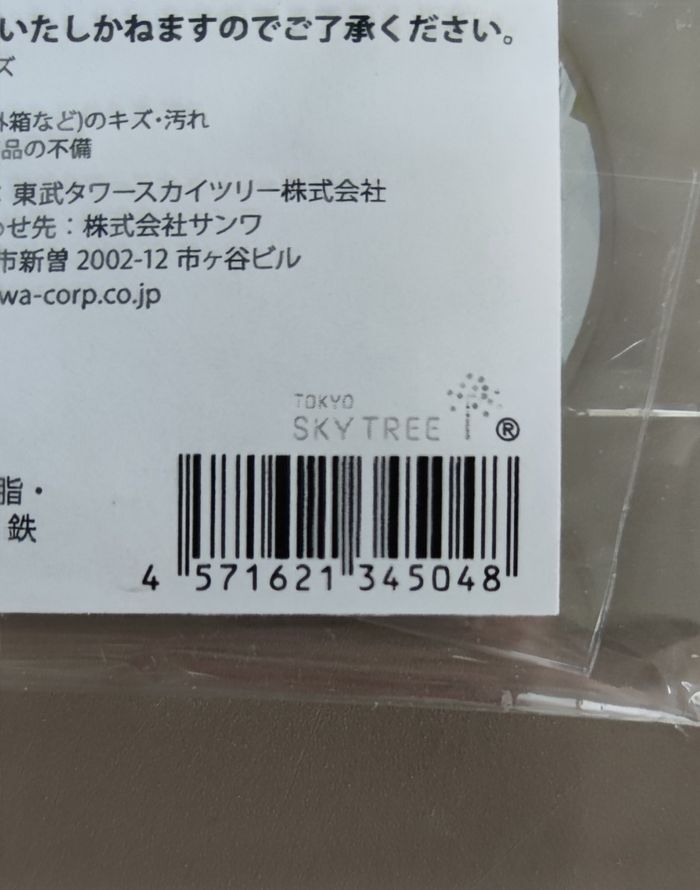 いたしかねますのでご了承ください。
ズ
外箱など)のキズ・汚れ
品の不備
：東武タワースカイツリー株式会社
わせ先：株式会社サンワ
市新曽 2002-12 市ヶ谷ビル
wa-corp.co.jp
TOKYO
SKYTREE ®
脂・
鉄
4 571621 345048